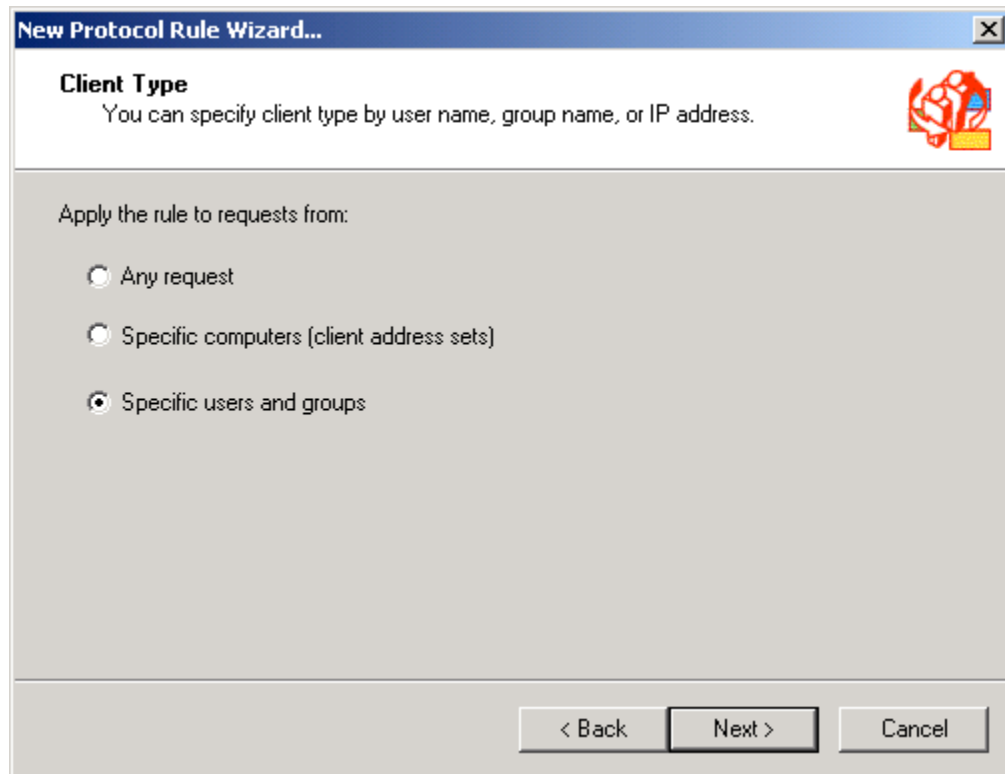 New Protocol Rule Wizard...
Client Type
You can specify client type by user name, group name, or IP address.
Apply the rule to requests from:
Any request
Specific computers (client address sets)
Specific users and groups
< Back Next > Cancel